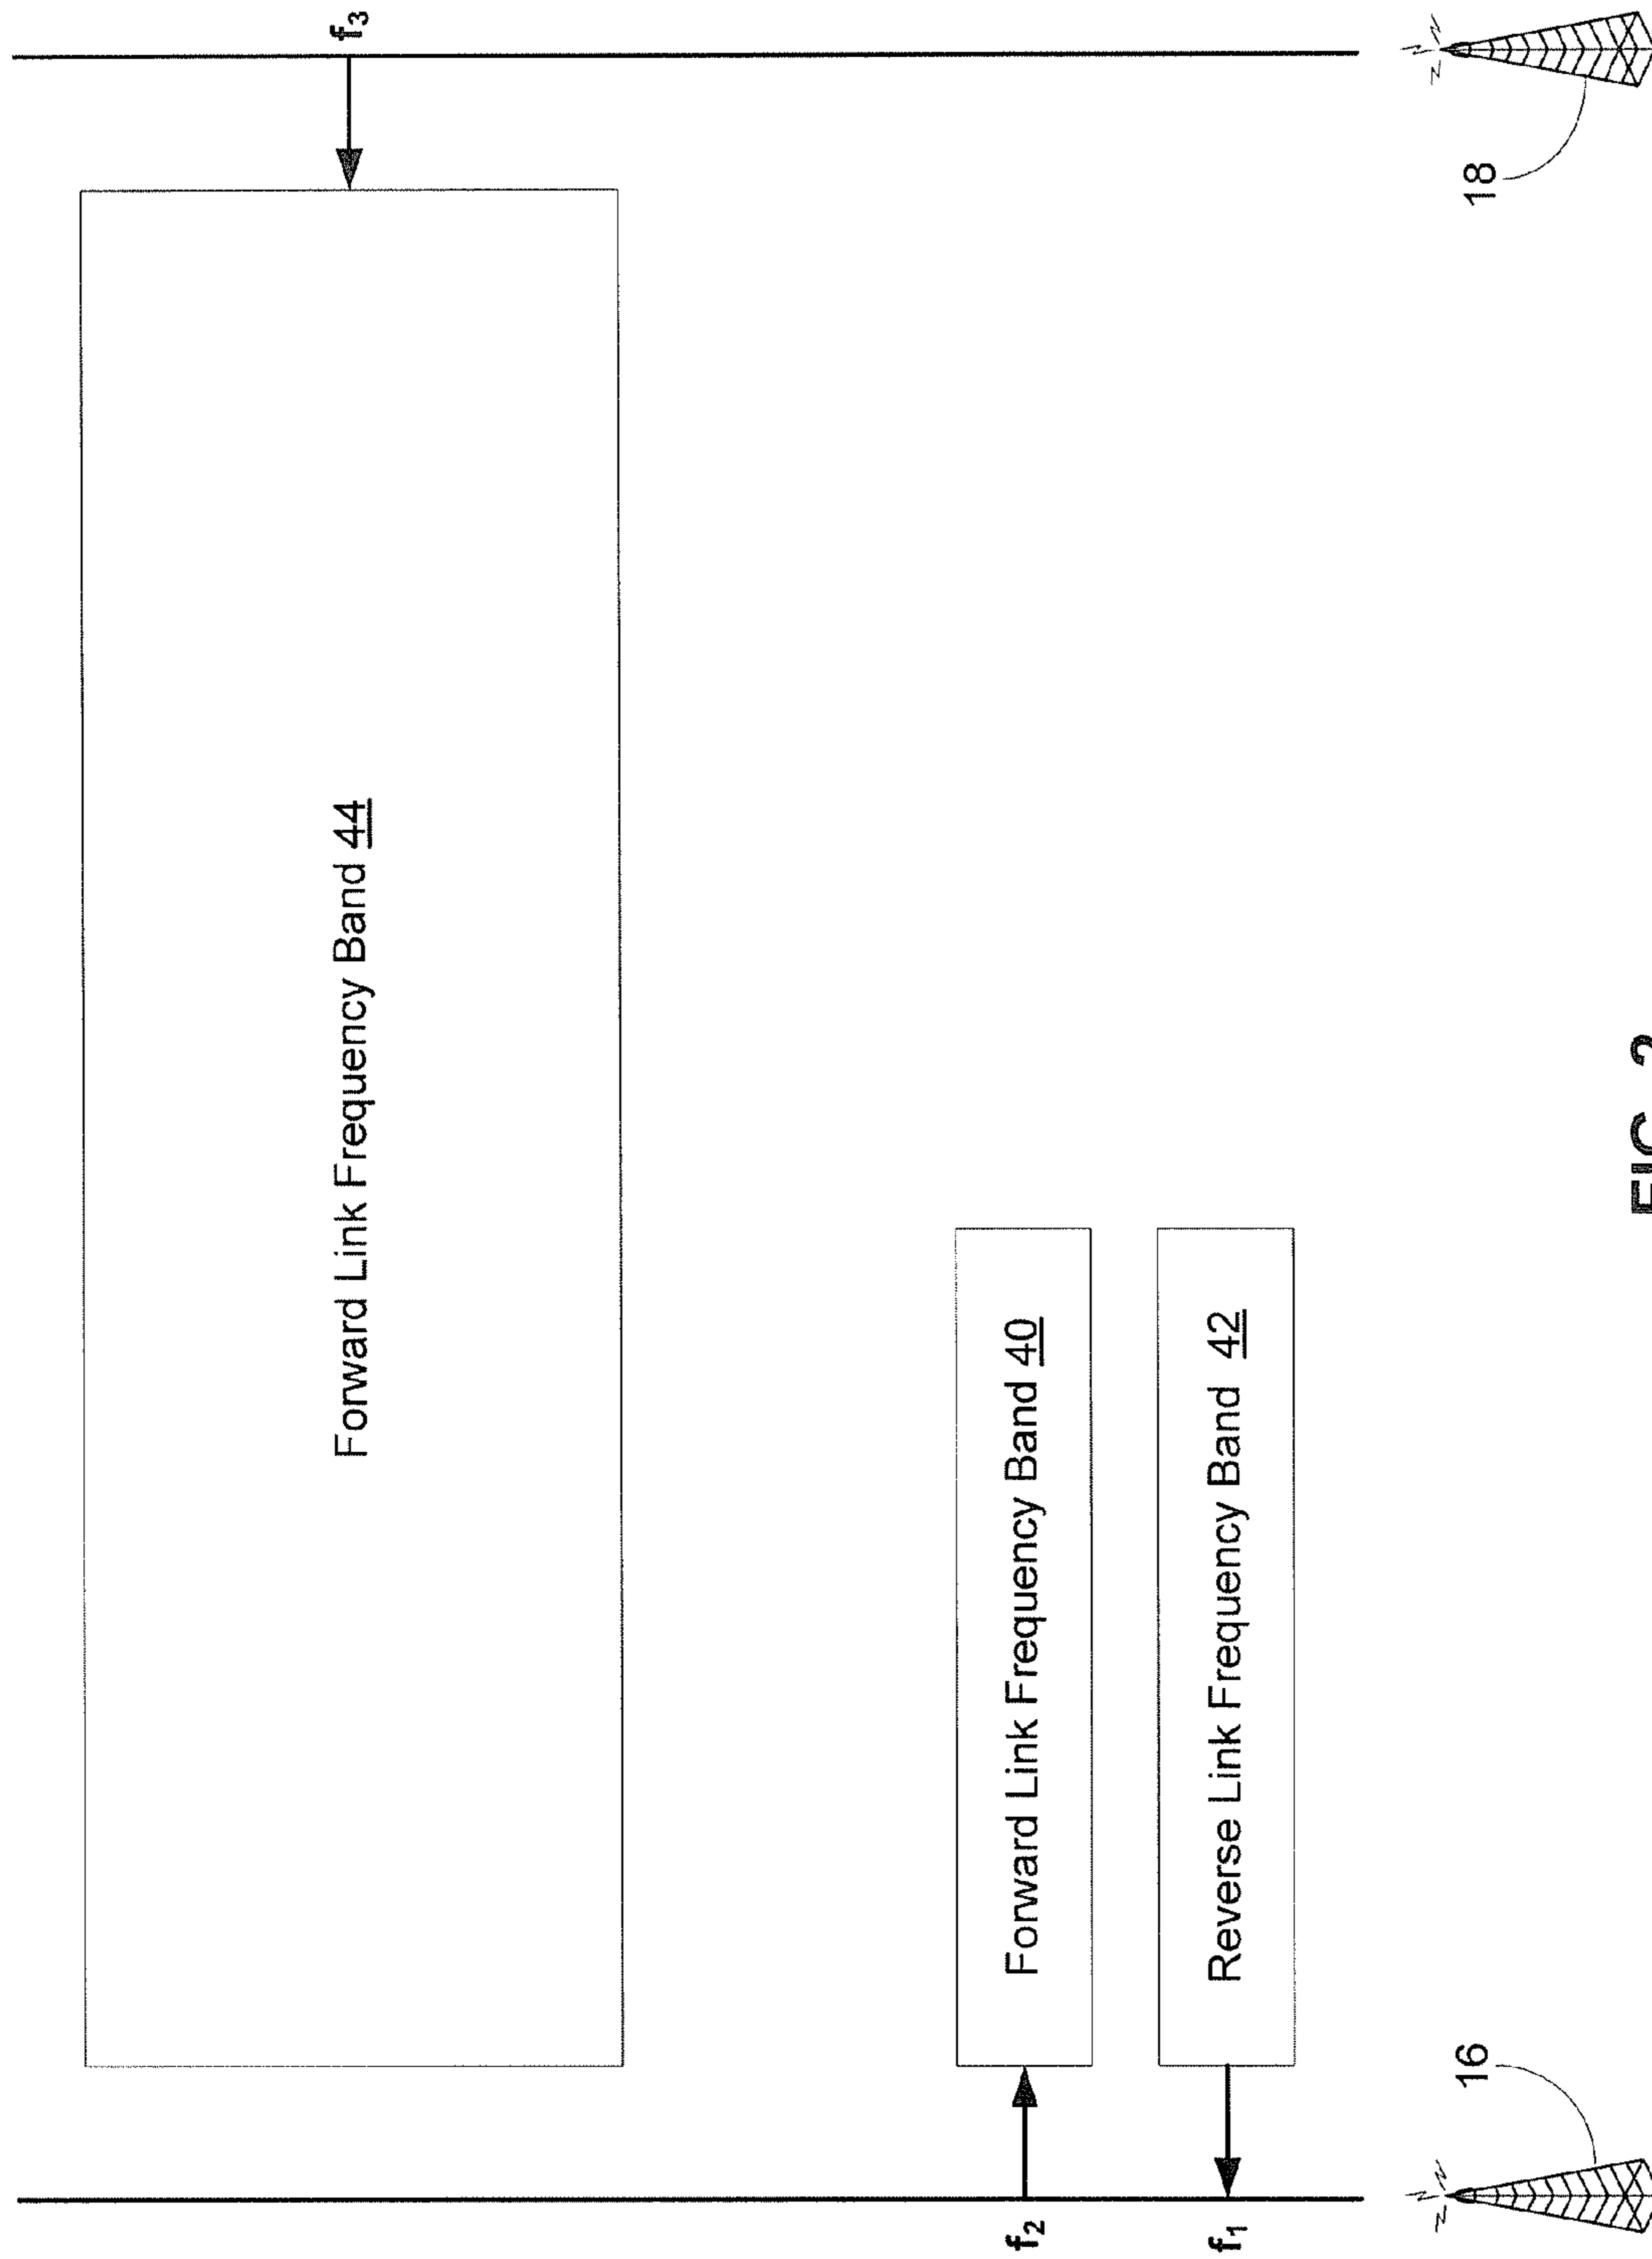 Forward Link Frequency Band 44
f₃
f₂
Forward Link Frequency Band 40
f₁
Reverse Link Frequency Band 42
16
18
FIG. 2